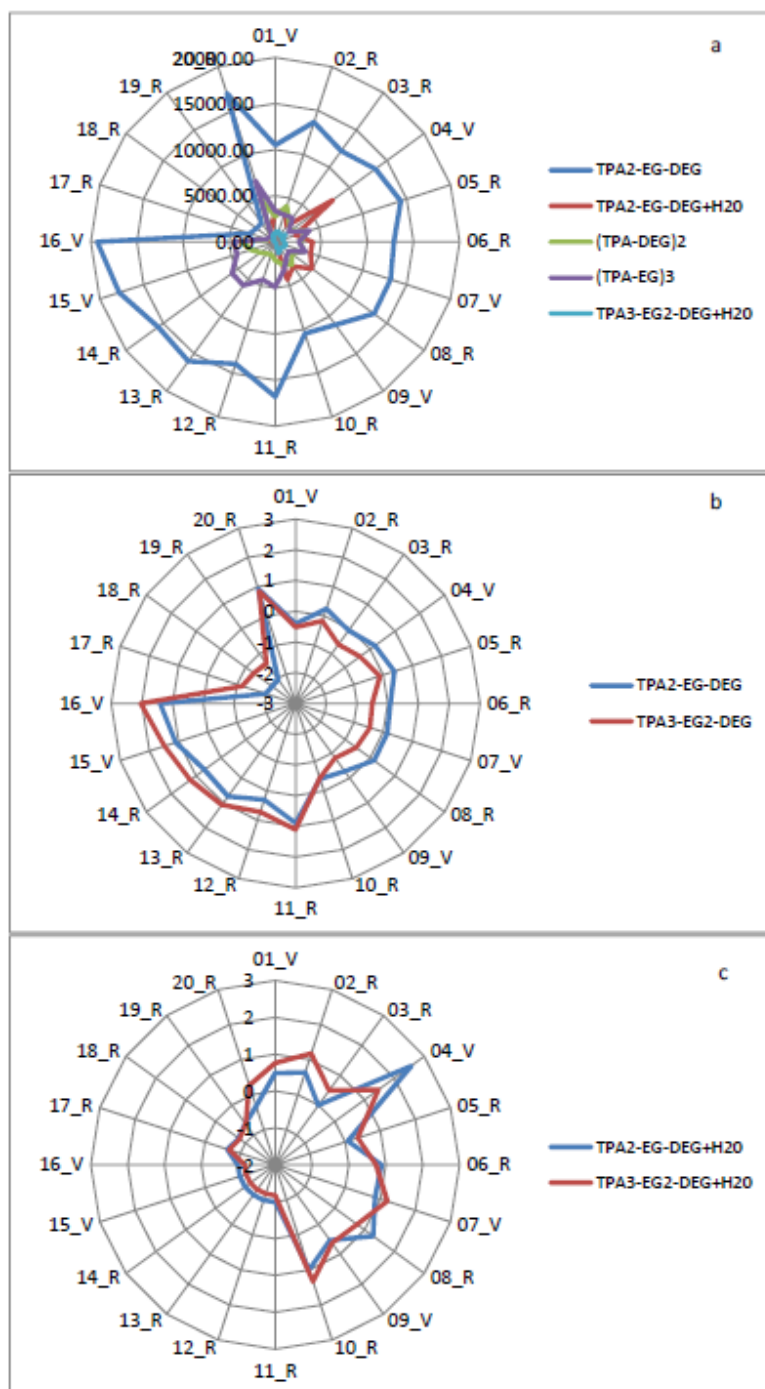 a
01_V
02_R
03_R
04_V
05_R
06_R
07_V
08_R
09_V
10_R
11_R
12_R
13_R
14_R
15_V
16_V
17_R
18_R
19_R
15000.00
10000.00
5000.00
0.00
TPA2-EG-DEG
TPA2-EG-DEG+H20
(TPA-DEG)2
(TPA-EG)3
TPA3-EG2-DEG+H20
b
01_V
02_R
03_R
04_V
05_R
06_R
07_V
08_R
09_V
10_R
11_R
12_R
13_R
14_R
15_V
16_V
17_R
18_R
19_R
20_R
3
2
1
0
-1
-2
-3
TPA2-EG-DEG
TPA3-EG2-DEG
c
01_V
02_R
03_R
04_V
05_R
06_R
07_V
08_R
09_V
10_R
11_R
12_R
13_R
14_R
15_V
16_V
17_R
18_R
19_R
20_R
3
2
1
0
-1
-2
TPA2-EG-DEG+H20
TPA3-EG2-DEG+H20